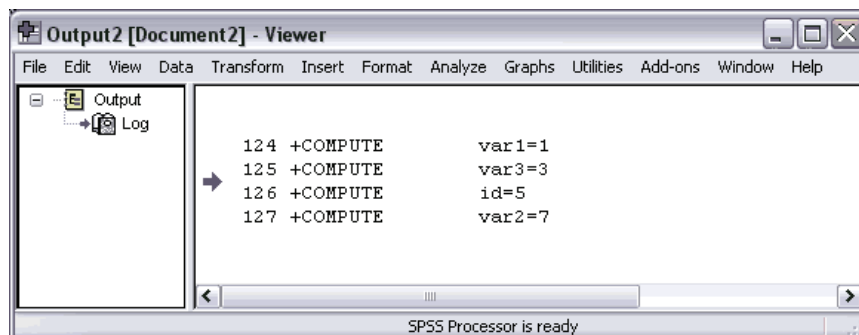 Output2 [Document2] - Viewer
File Edit View Data Transform Insert Format Analyze Graphs Utilities Add-ons Window Help
Output
Log
124 +COMPUTE var1=1
125 +COMPUTE var3=3
126 +COMPUTE id=5
127 +COMPUTE var2=7
SPSS Processor is ready